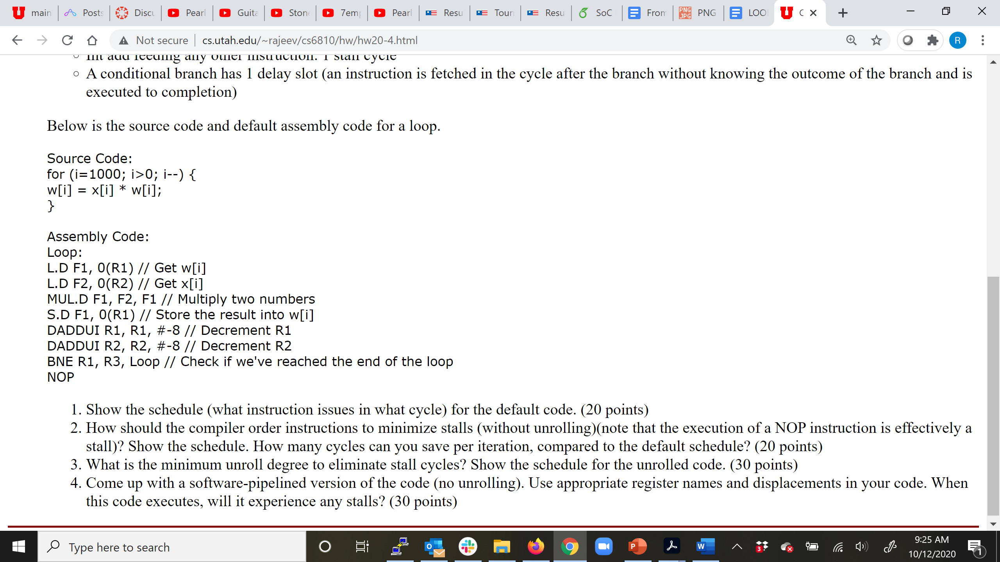 main
Posts
Discu
Pearl
Guita
Stone
7emp
Pearl
Resu
Tour
Resu
SoC
From
PNG
JPG
PNG
LOO
C
Not secure
cs.utah.edu/~rajeev/cs6810/hw/hw20-4.html
R
Int add feeding any other instruction: 1 stall cycle
A conditional branch has 1 delay slot (an instruction is fetched in the cycle after the branch without knowing the outcome of the branch and is
executed to completion)
Below is the source code and default assembly code for a loop.
Source Code:
for (i=1000; i>0; i--) {
w[i] = x[i] * w[i];
}
Assembly Code:
Loop:
L.D F1, 0(R1) // Get w[i]
L.D F2, 0(R2) // Get x[i]
MUL.D F1, F2, F1 // Multiply two numbers
S.D F1, 0(R1) // Store the result into w[i]
DADDUI R1, R1, #-8 // Decrement R1
DADDUI R2, R2, #-8 // Decrement R2
BNE R1, R3, Loop // Check if we've reached the end of the loop
NOP
1. Show the schedule (what instruction issues in what cycle) for the default code. (20 points)
2. How should the compiler order instructions to minimize stalls (without unrolling)(note that the execution of a NOP instruction is effectively a
stall)? Show the schedule. How many cycles can you save per iteration, compared to the default schedule? (20 points)
3. What is the minimum unroll degree to eliminate stall cycles? Show the schedule for the unrolled code. (30 points)
4. Come up with a software-pipelined version of the code (no unrolling). Use appropriate register names and displacements in your code. When
this code executes, will it experience any stalls? (30 points)
Type here to search
3
9:25 AM
10/12/2020
1